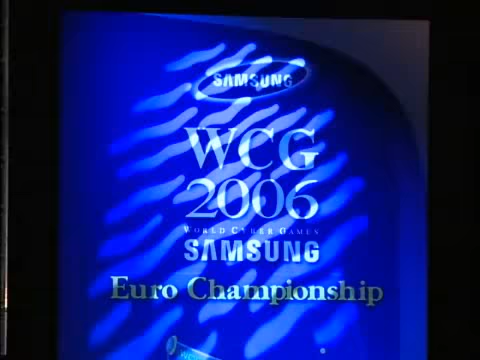 SAMSUNG
WCG
2006
WORLD CYBER GAMES
SAMSUNG
Euro Championship